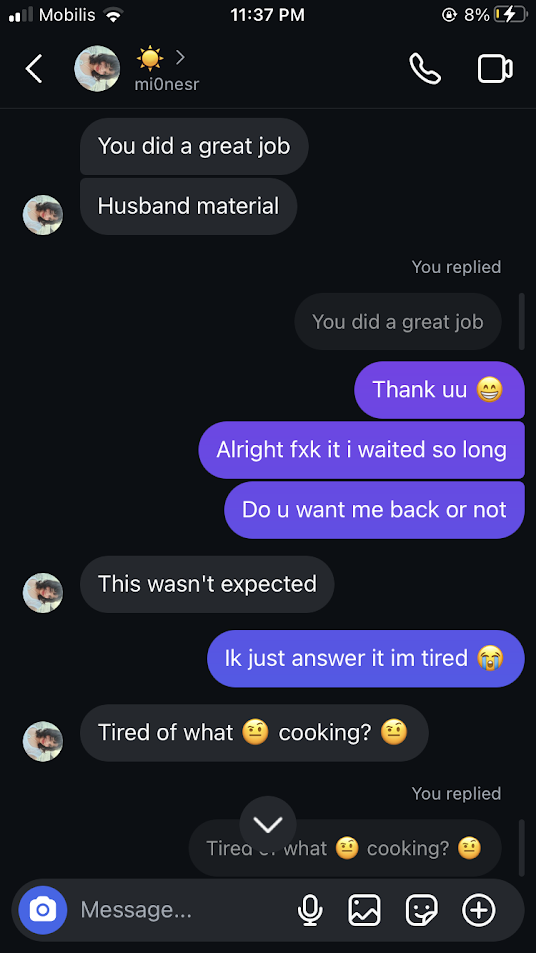 Mobilis 11:37 PM 8%
☀️
mi0nesr
You did a great job
Husband material
You replied
You did a great job
Thank uu 😁
Alright fxk it i waited so long
Do u want me back or not
This wasn't expected
Ik just answer it im tired 😭
Tired of what 🤨 cooking? 🤨
You replied
Tired what 🤨 cooking? 🤨
Message...